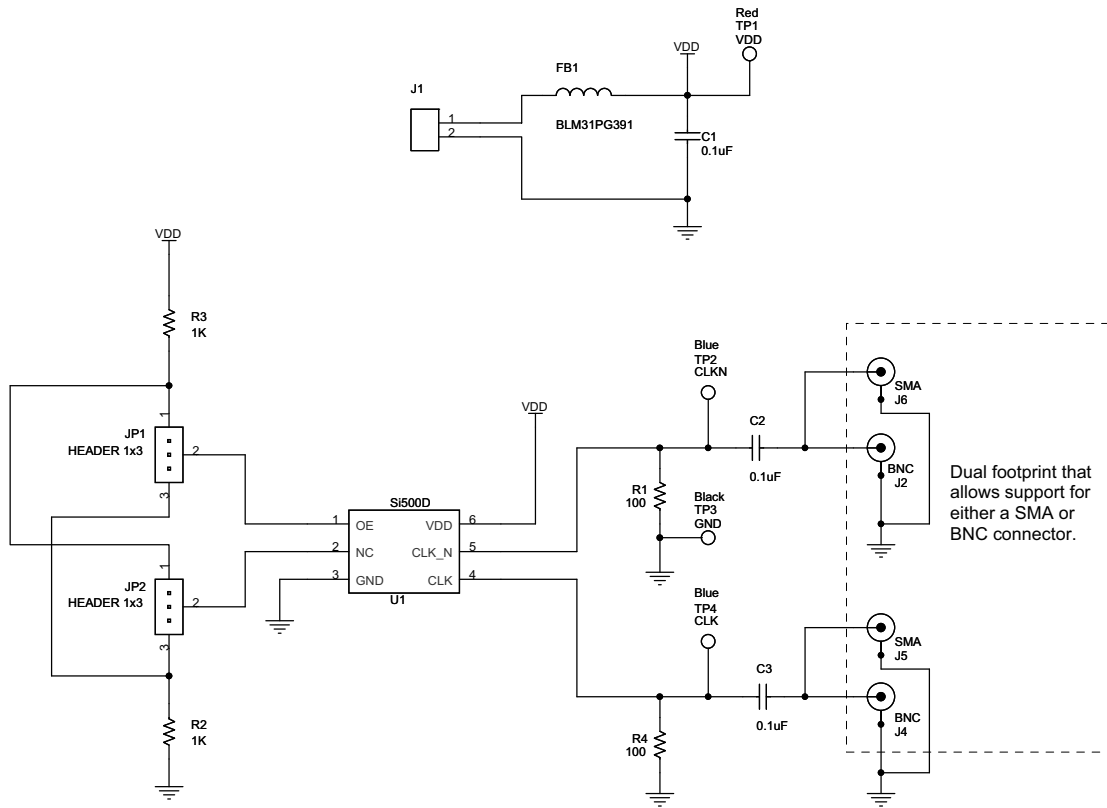 Red
TP1
VDD
VDD
FB1
J1
1
2
BLM31PG391
C1
0.1uF
VDD
R3
1K
1
JP1
HEADER 1x3
2
3
1
JP2
HEADER 1x3
2
3
R2
1K
Si500D
1
OE
VDD
6
2
NC
CLK_N
5
3
GND
CLK
4
U1
VDD
Blue
TP2
CLKN
C2
0.1uF
R1
100
Black
TP3
GND
SMA
J6
BNC
J2
Dual footprint that
allows support for
either a SMA or
BNC connector.
Blue
TP4
CLK
C3
0.1uF
R4
100
SMA
J5
BNC
J4